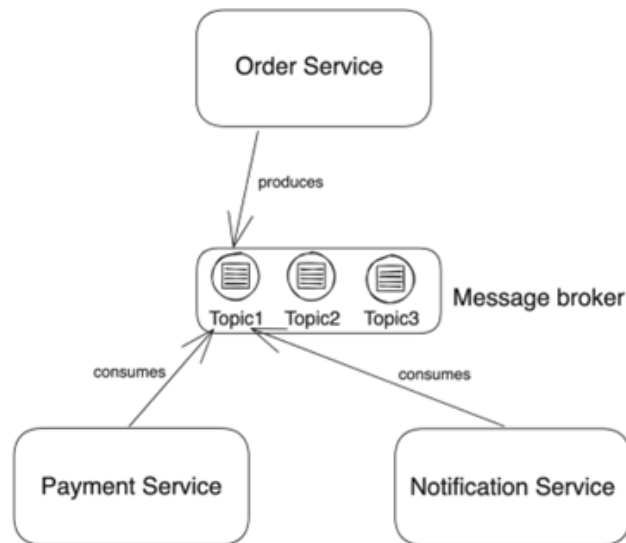 Order Service
produces
Topic1 Topic2 Topic3
Message broker
consumes
consumes
Payment Service
Notification Service